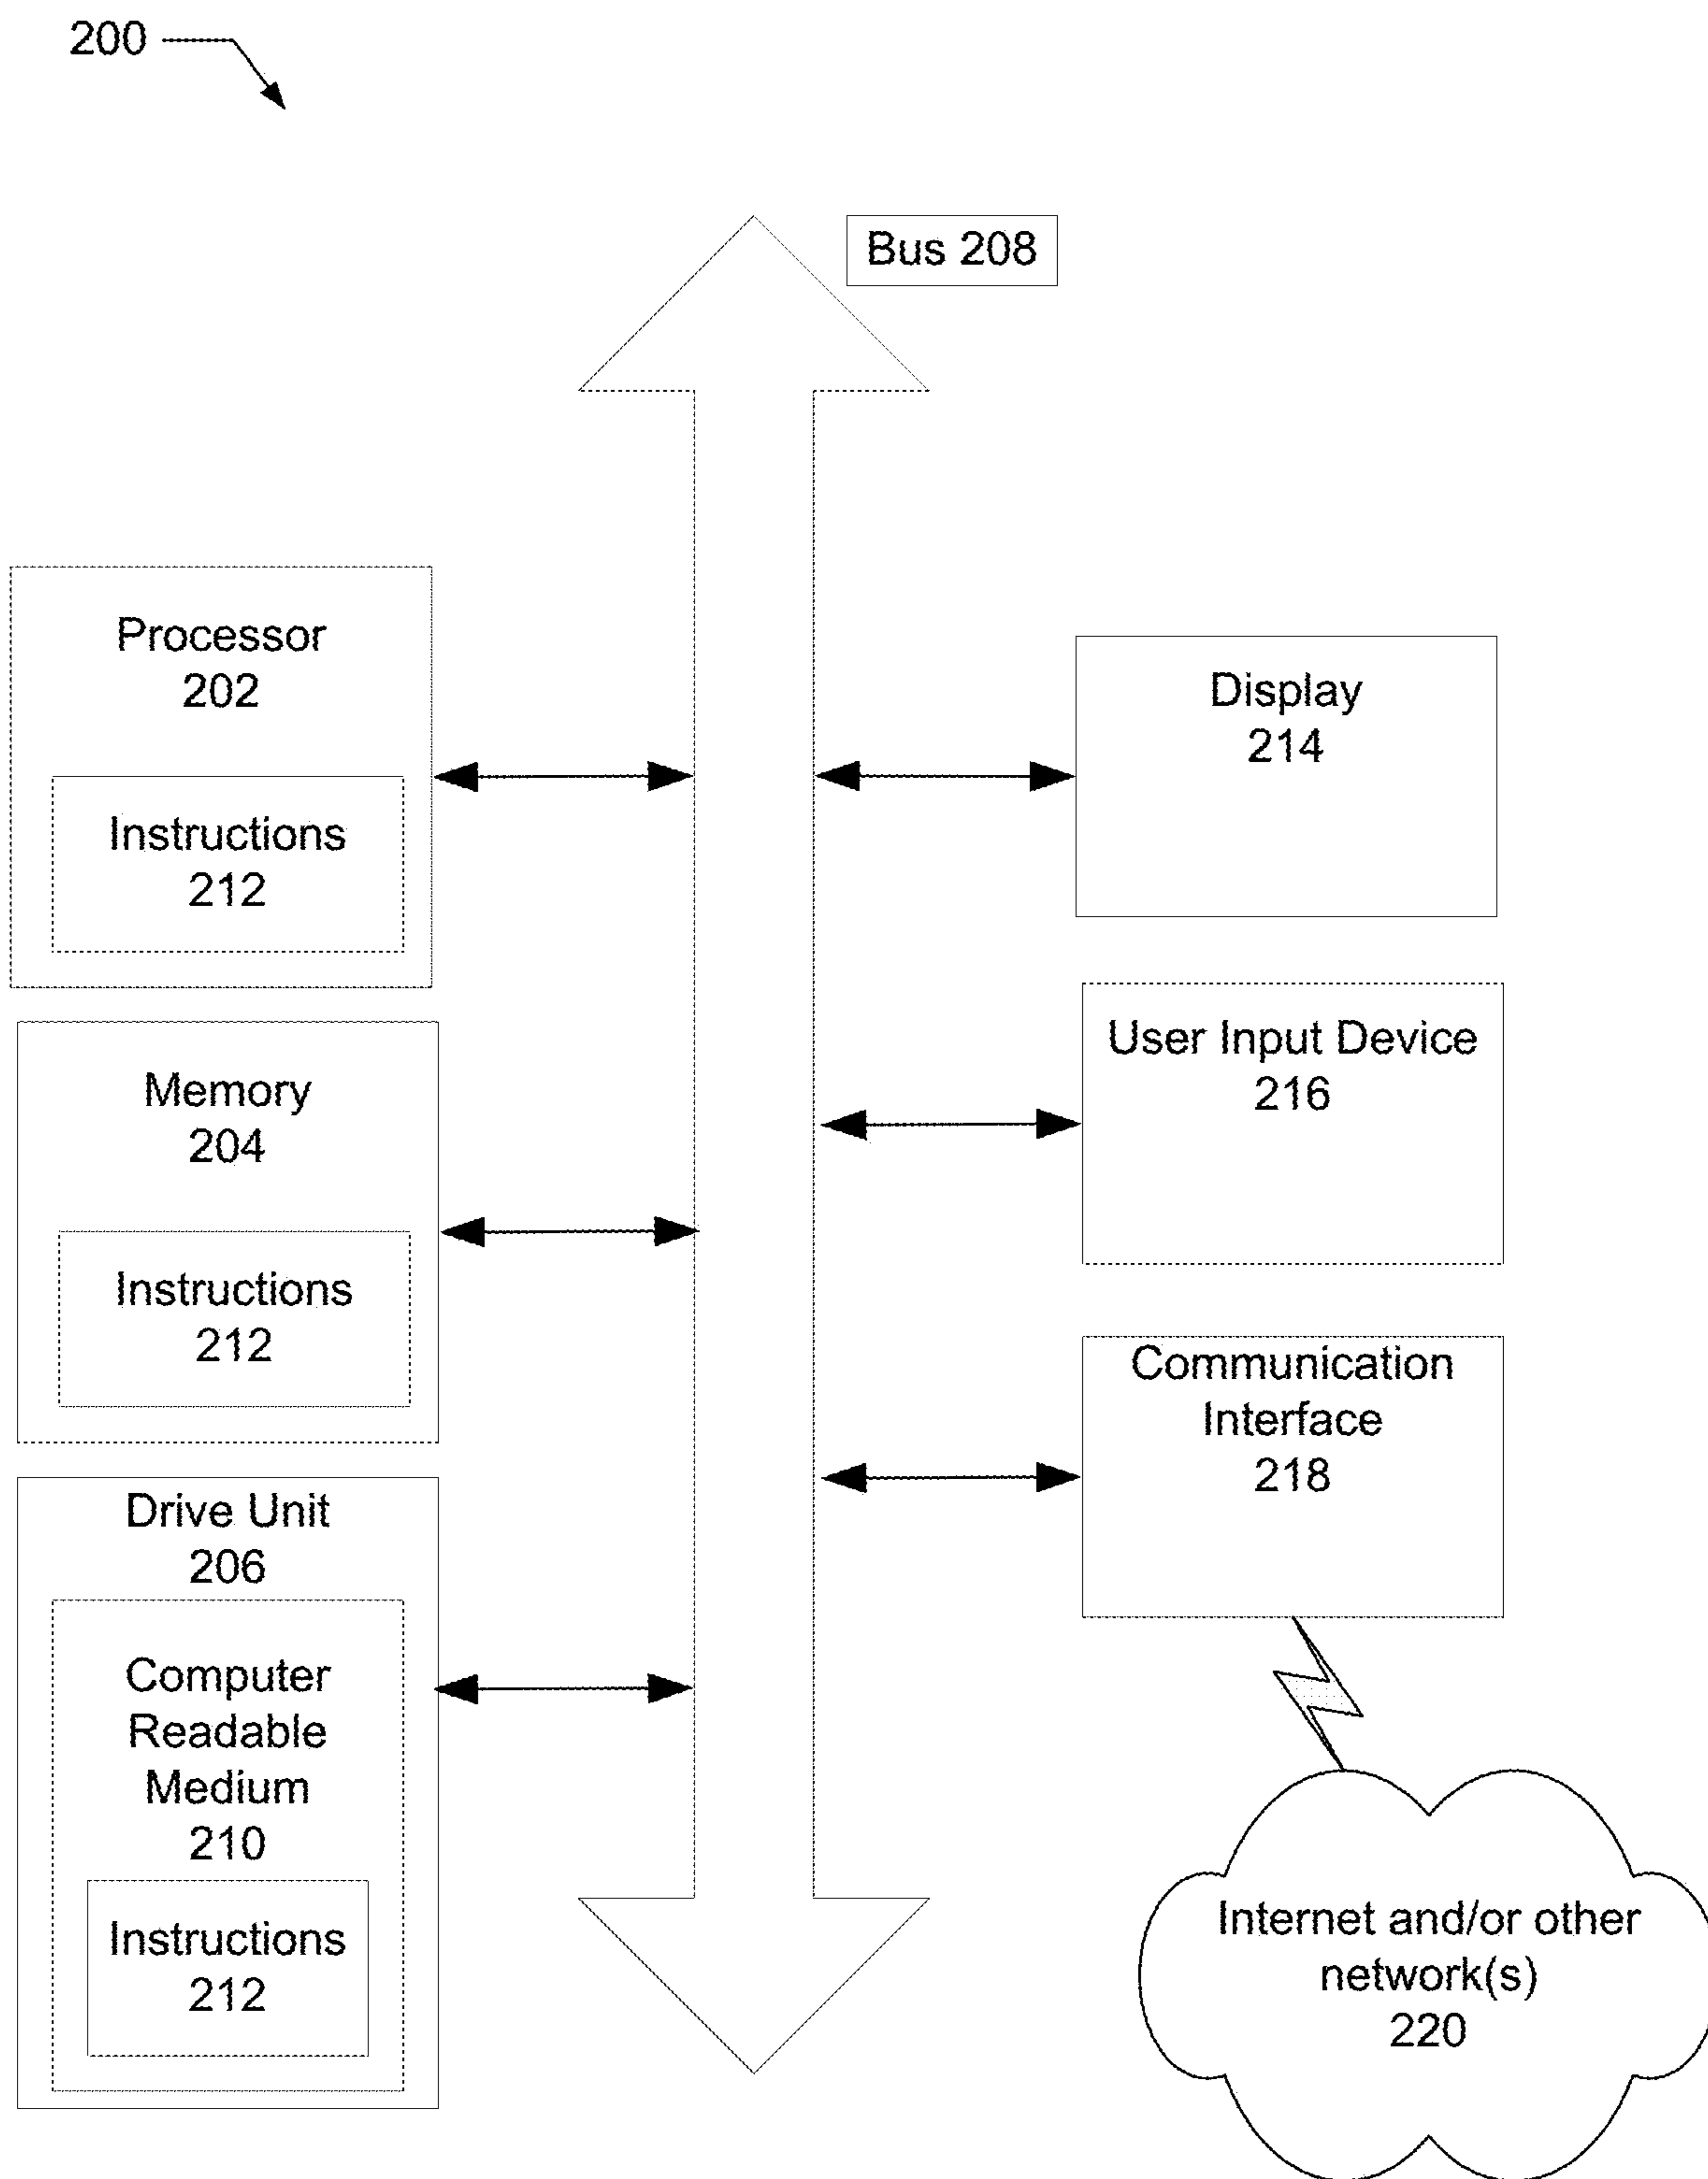 200
Bus 208
Processor
202
Instructions
212
Memory
204
Instructions
212
Drive Unit
206
Computer
Readable
Medium
210
Instructions
212
Display
214
User Input Device
216
Communication
Interface
218
Internet and/or other
network(s)
220